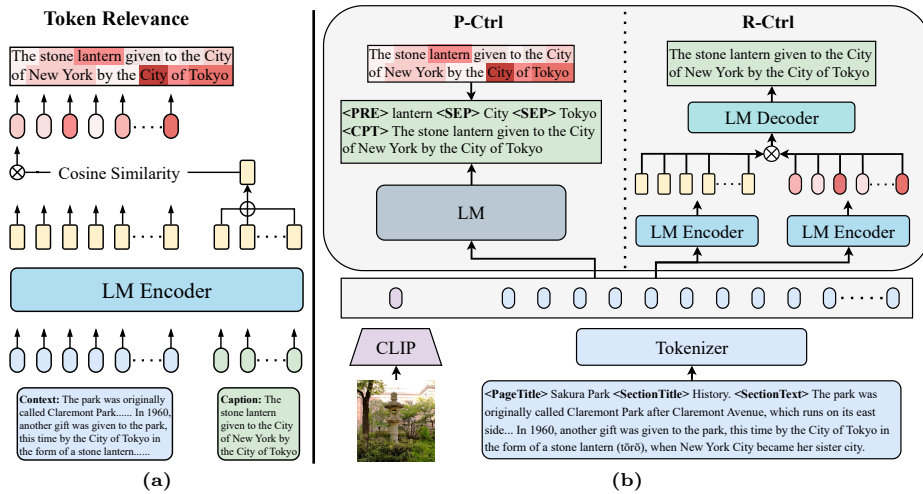 Token Relevance
The stone lantern given to the City
of New York by the City of Tokyo
Cosine Similarity
LM Encoder
Context: The park was originally
called Claremont Park...... In 1960,
another gift was given to the park,
this time by the City of Tokyo in
the form of a stone lantern......
Caption: The
stone lantern
given to the City
of New York by
the City of Tokyo
(a)
P-Ctrl
The stone lantern given to the City
of New York by the City of Tokyo
<PRE> lantern <SEP> City <SEP> Tokyo
<CPT> The stone lantern given to the City
of New York by the City of Tokyo
LM
R-Ctrl
The stone lantern given to the City of
New York by the City of Tokyo
LM Decoder
LM Encoder
LM Encoder
CLIP
Tokenizer
<PageTitle> Sakura Park <SectionTitle> History. <SectionText> The park was
originally called Claremont Park after Claremont Avenue, which runs on its east
side... In 1960, another gift was given to the park, this time by the City of Tokyo in
the form of a stone lantern (tōrō), when New York City became her sister city.
(b)